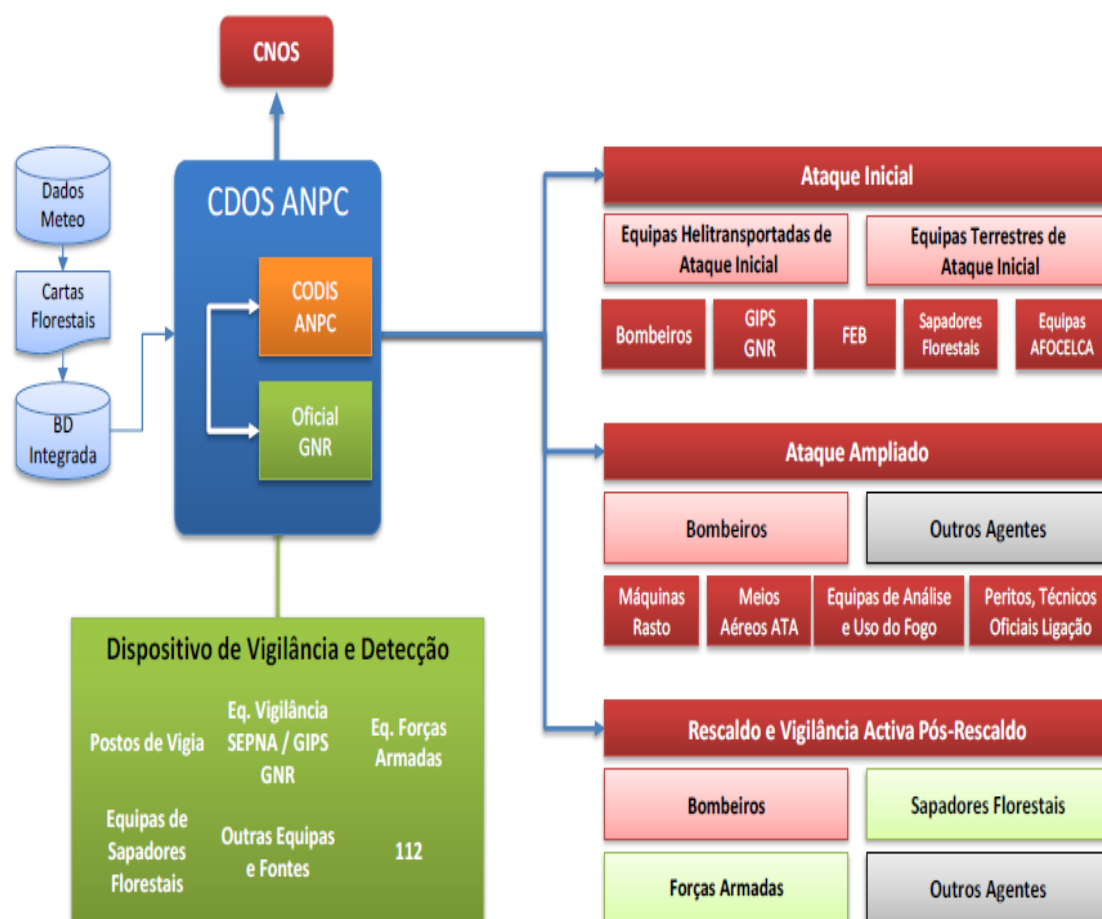 CNOS
Dados
Meteo
Cartas
Florestais
BD
Integrada
CDOS ANPC
CODIS
ANPC
Oficial
GNR
Dispositivo de Vigilância e Detecção
Postos de Vigia
Eq. Vigilância
SEPNA / GIPS
GNR
Eq. Forças
Armadas
Equipas de
Sapadores
Florestais
Outras Equipas
e Fontes
112
Ataque Inicial
Equipas Helitransportadas de
Ataque Inicial
Equipas Terrestres de
Ataque Inicial
Bombeiros
GIPS
GNR
FEB
Sapadores
Florestais
Equipas
AFOCELCA
Ataque Ampliado
Bombeiros
Outros Agentes
Máquinas
Rasto
Meios
Aéreos ATA
Equipas de Análise
e Uso do Fogo
Peritos, Técnicos
Oficiais Ligação
Rescaldo e Vigilância Activa Pós-Rescaldo
Bombeiros
Sapadores Florestais
Forças Armadas
Outros Agentes